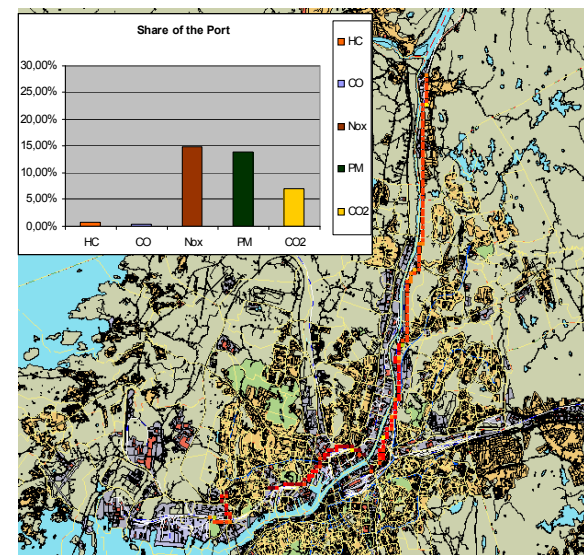 Share of the Port
30,00%
25,00%
20,00%
15,00%
10,00%
5,00%
0,00%
HC
CO
Nox
PM
CO2
HC
CO
Nox
PM
CO2